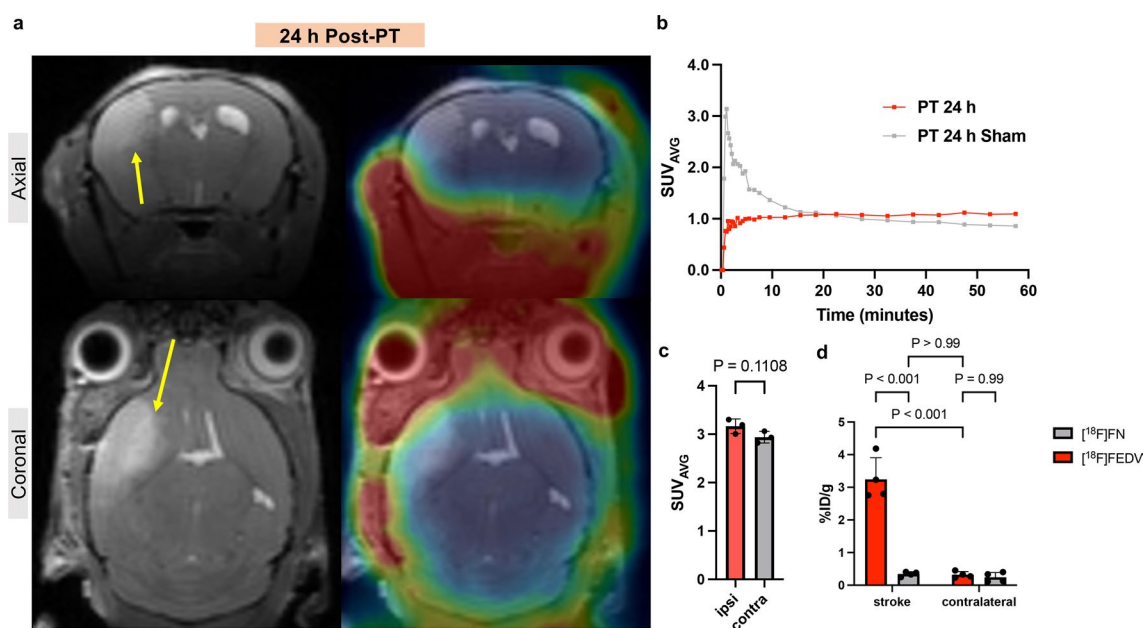 a
24 h Post-PT
Axial
Coronal
b
4.0
3.0
2.0
1.0
0.0
SUVAVG
0 10 20 30 40 50 60
Time (minutes)
PT 24 h
PT 24 h Sham
c
P = 0.1108
4
3
2
1
0
SUVAVG
ipsi
contra
d
P > 0.99
P < 0.001
P = 0.99
P < 0.001
5
4
3
2
1
0
%ID/g
stroke
contralateral
[18F]FN
[18F]FEDV